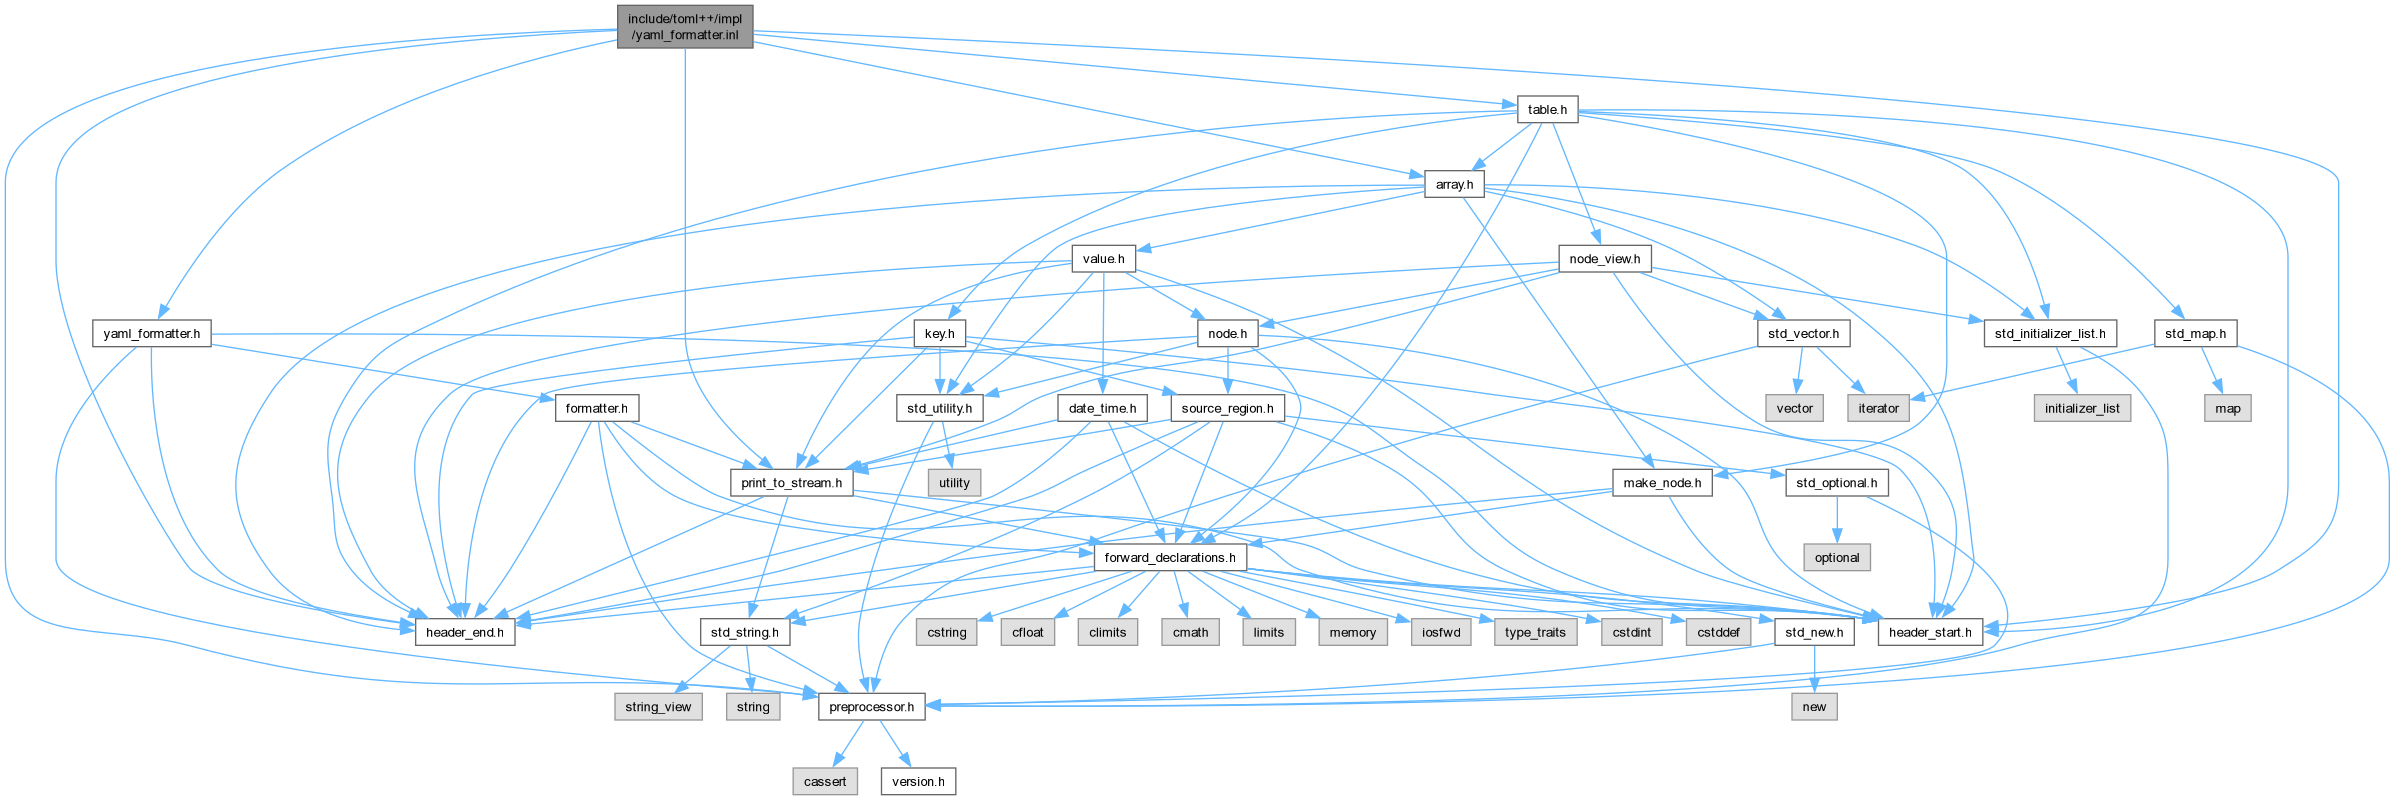 include/toml++/impl
/yaml_formatter.inl
table.h
array.h
value.h
node_view.h
yaml_formatter.h
key.h
node.h
std_vector.h
std_initializer_list.h
std_map.h
formatter.h
std_utility.h
date_time.h
source_region.h
vector
iterator
initializer_list
map
print_to_stream.h
utility
make_node.h
std_optional.h
forward_declarations.h
optional
header_end.h
std_string.h
cstring
cfloat
climits
cmath
limits
memory
iosfwd
type_traits
cstdint
cstddef
std_new.h
header_start.h
string_view
string
preprocessor.h
new
cassert
version.h